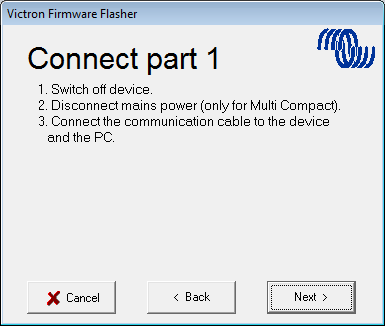 Victron Firmware Flasher
Connect part 1
1. Switch off device.
2. Disconnect mains power (only for Multi Compact).
3. Connect the communication cable to the device
and the PC.
Cancel
< Back
Next >